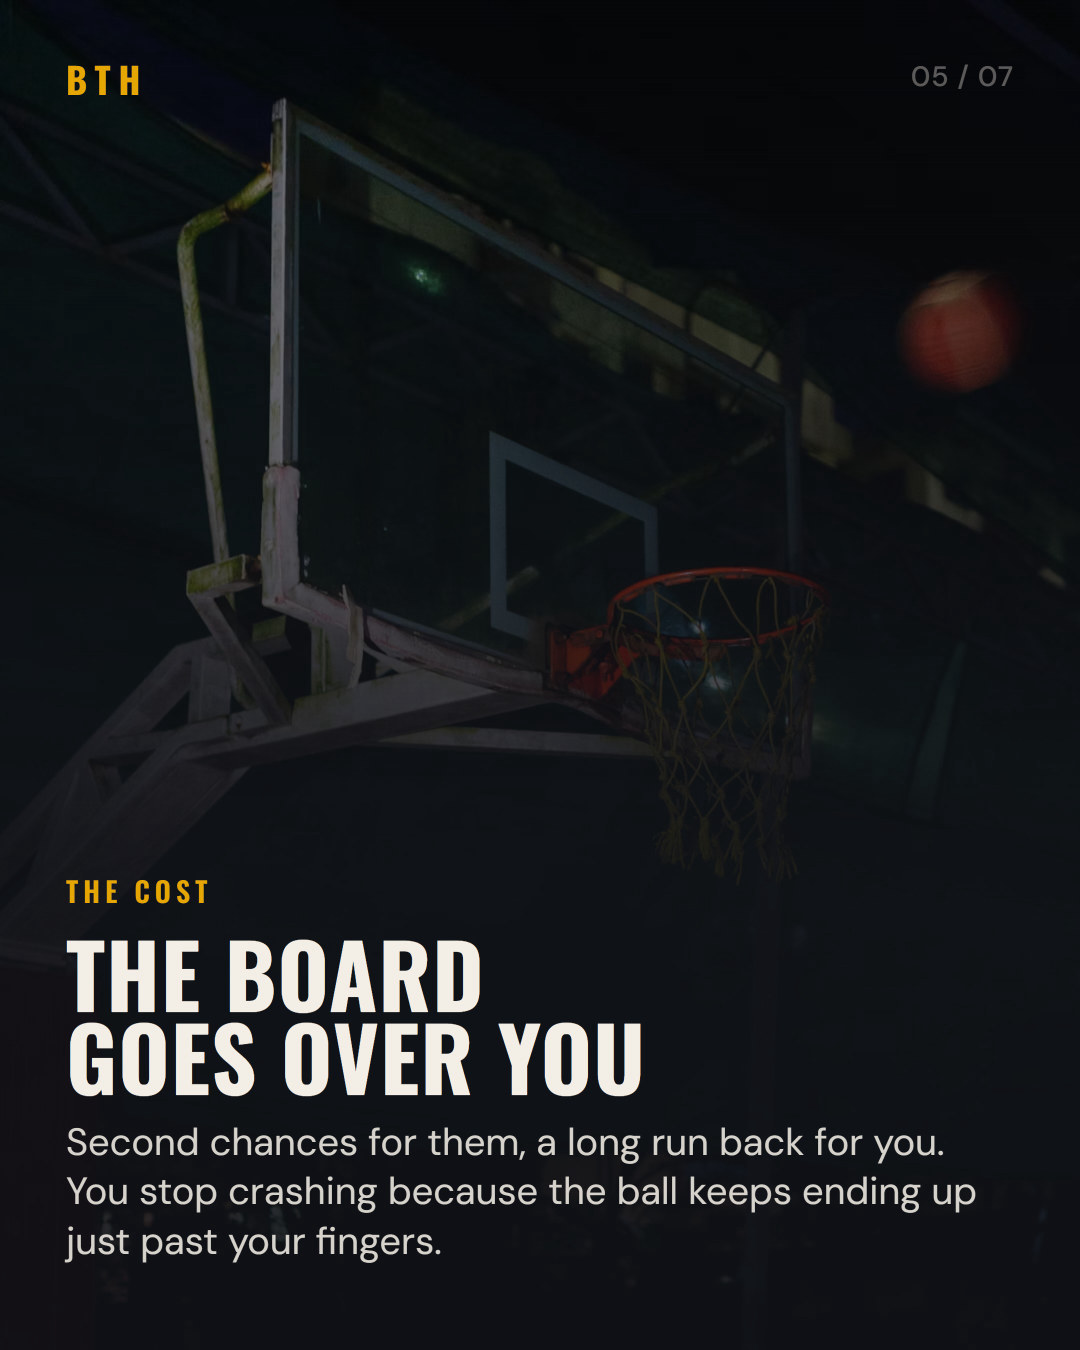 BTH
05 / 07
THE COST
THE BOARD
GOES OVER YOU
Second chances for them, a long run back for you.
You stop crashing because the ball keeps ending up
just past your fingers.